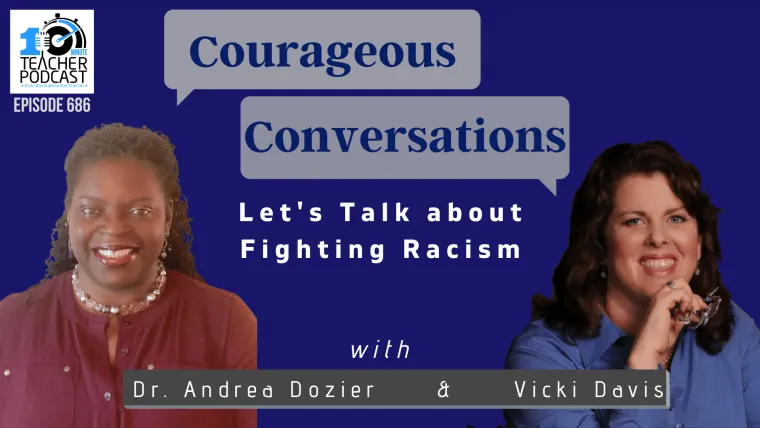 10
MINUTE
TEACHER
PODCAST
EPISODE 686
Courageous
Conversations
Let's Talk about
Fighting Racism
with
Dr. Andrea Dozier & Vicki Davis